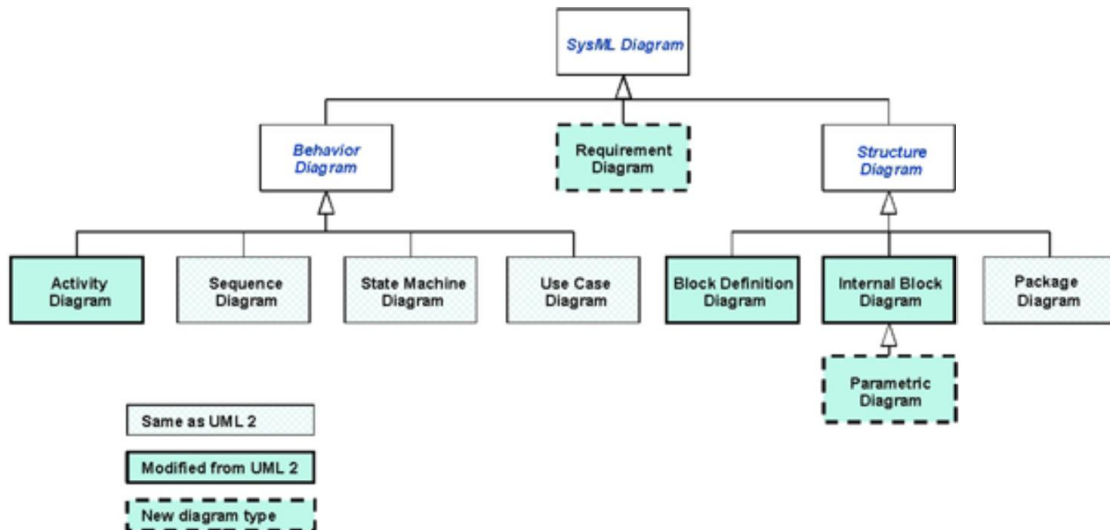 SysML Diagram
Behavior
Diagram
Requirement
Diagram
Structure
Diagram
Activity
Diagram
Sequence
Diagram
State Machine
Diagram
Use Case
Diagram
Block Definition
Diagram
Internal Block
Diagram
Package
Diagram
Parametric
Diagram
Same as UML 2
Modified from UML 2
New diagram type